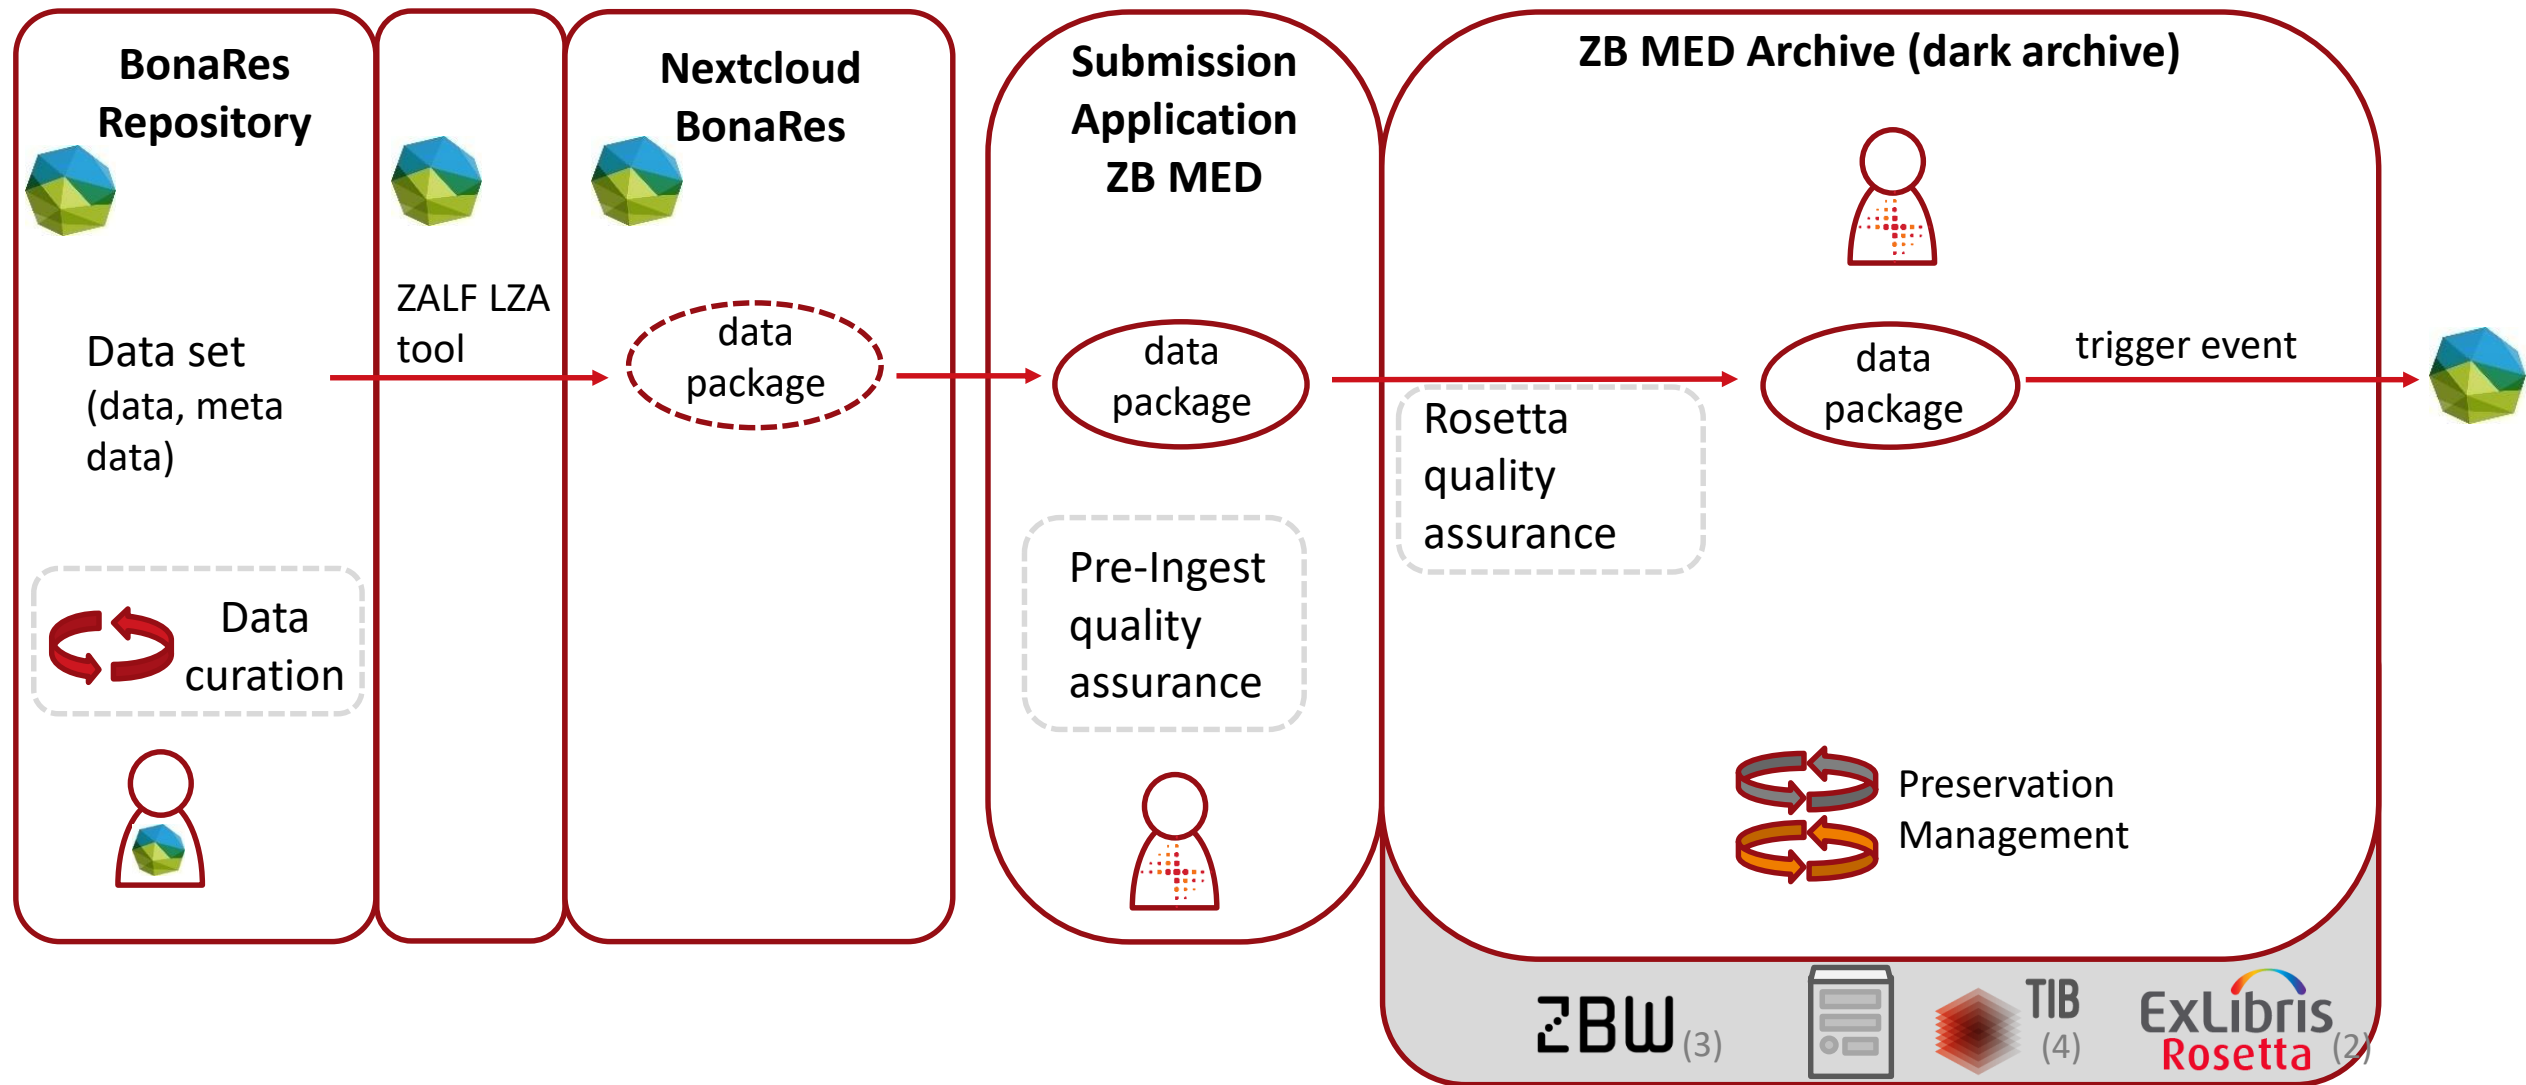 BonaRes
Repository
Data set
(data, meta
data)
Data
curation
ZALF LZA
tool
Nextcloud
BonaRes
data
package
Submission
Application
ZB MED
data
package
Pre-Ingest
quality
assurance
ZB MED Archive (dark archive)
Rosetta
quality
assurance
data
package
trigger event
Preservation
Management
ZBW (3)
TIB
(4)
ExLibris
Rosetta (2)